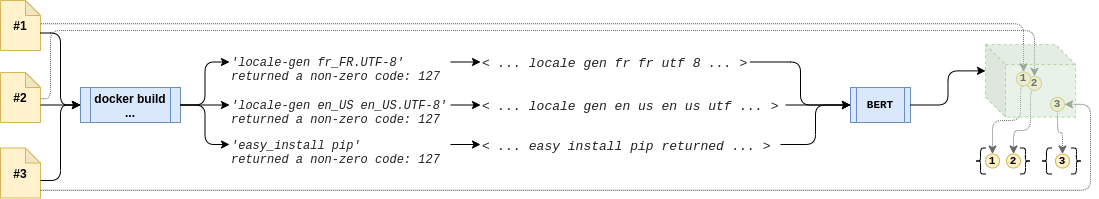 #1
#2
#3
docker build
...
'locale-gen fr_FR.UTF-8'
returned a non-zero code: 127
'locale-gen en_US en_US.UTF-8'
returned a non-zero code: 127
'easy_install pip'
returned a non-zero code: 127
< ... locale gen fr fr utf 8 ... >
< ... locale gen en us en us utf ... >
< ... easy install pip returned ... >
BERT
1
2
3
{ 1 2 }
{ 3 }